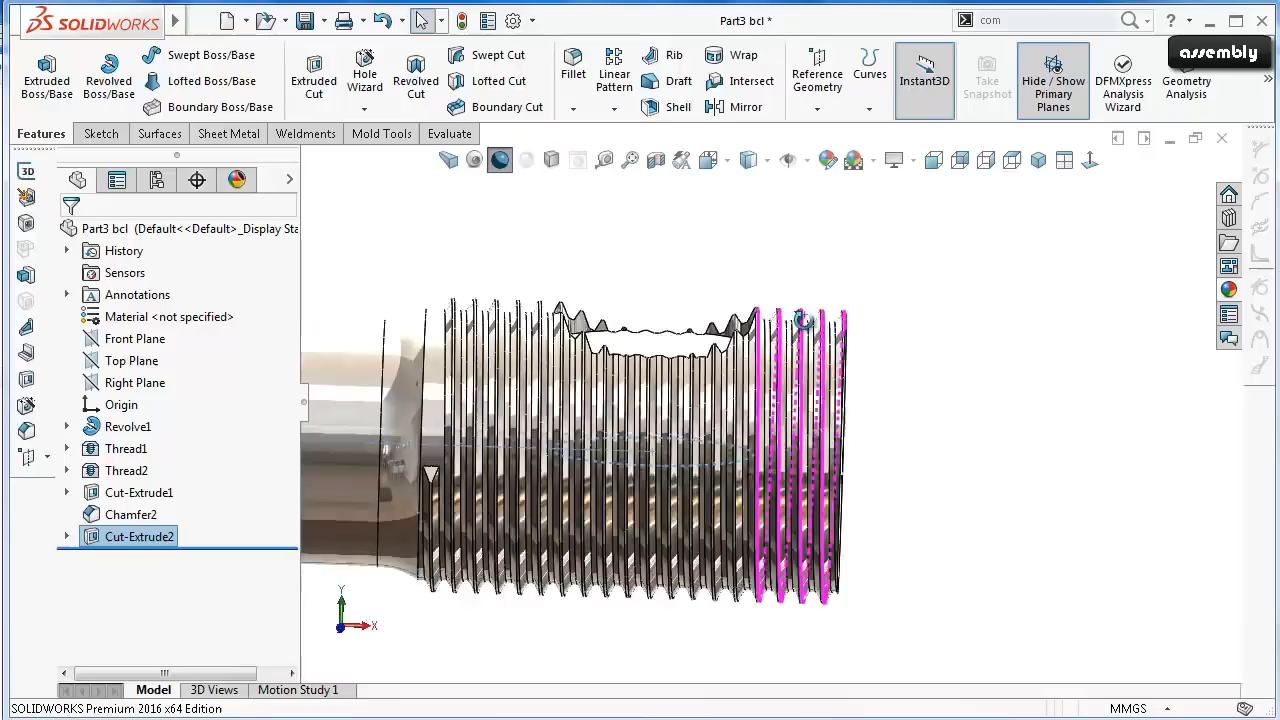 SOLIDWORKS
Part3 bcl *
com
?
assembly
Extruded Boss/Base
Revolved Boss/Base
Swept Boss/Base
Lofted Boss/Base
Boundary Boss/Base
Extruded Cut
Hole Wizard
Revolved Cut
Swept Cut
Lofted Cut
Boundary Cut
Fillet
Linear Pattern
Rib
Draft
Shell
Wrap
Intersect
Mirror
Reference Geometry
Curves
Instant3D
Take Snapshot
Hide / Show Primary Planes
DFMXpress Analysis Wizard
Geometry Analysis
Features
Sketch
Surfaces
Sheet Metal
Weldments
Mold Tools
Evaluate
3D
Part3 bcl (Default<<Default>_Display Sta
History
Sensors
Annotations
Material <not specified>
Front Plane
Top Plane
Right Plane
Origin
Revolve1
Thread1
Thread2
Cut-Extrude1
Chamfer2
Cut-Extrude2
Y
X
Model
3D Views
Motion Study 1
SOLIDWORKS Premium 2016 x64 Edition
MMGS